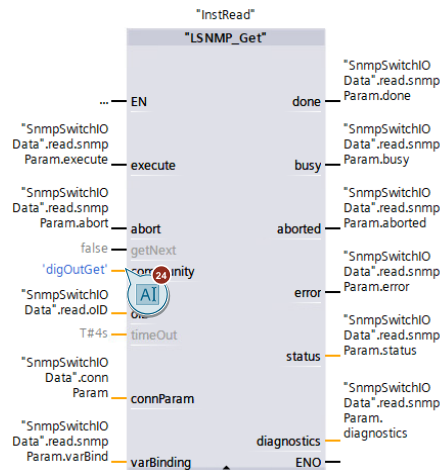 "InstRead"
"LSNMP_Get"
... EN
done
"SnmpSwitchIO
Data".read.snmp
Param.done
"SnmpSwitchIO
Data".read.snmp
Param.execute
execute
busy
"SnmpSwitchIO
Data".read.snmp
Param.busy
"SnmpSwitchIO
Data".read.snmp
Param.abort
abort
aborted
"SnmpSwitchIO
Data".read.snmp
Param.aborted
false
getNext
'digOutGet'
community
24
AI
error
"SnmpSwitchIO
Data".read.snmp
Param.error
"SnmpSwitchIO
Data".read.oID
T#4s
timeOut
status
"SnmpSwitchIO
Data".read.snmp
Param.status
"SnmpSwitchIO
Data".conn
Param
connParam
"SnmpSwitchIO
Data".read.snmp
Param.
diagnostics
diagnostics
"SnmpSwitchIO
Data".read.snmp
Param.varBind
varBinding
ENO